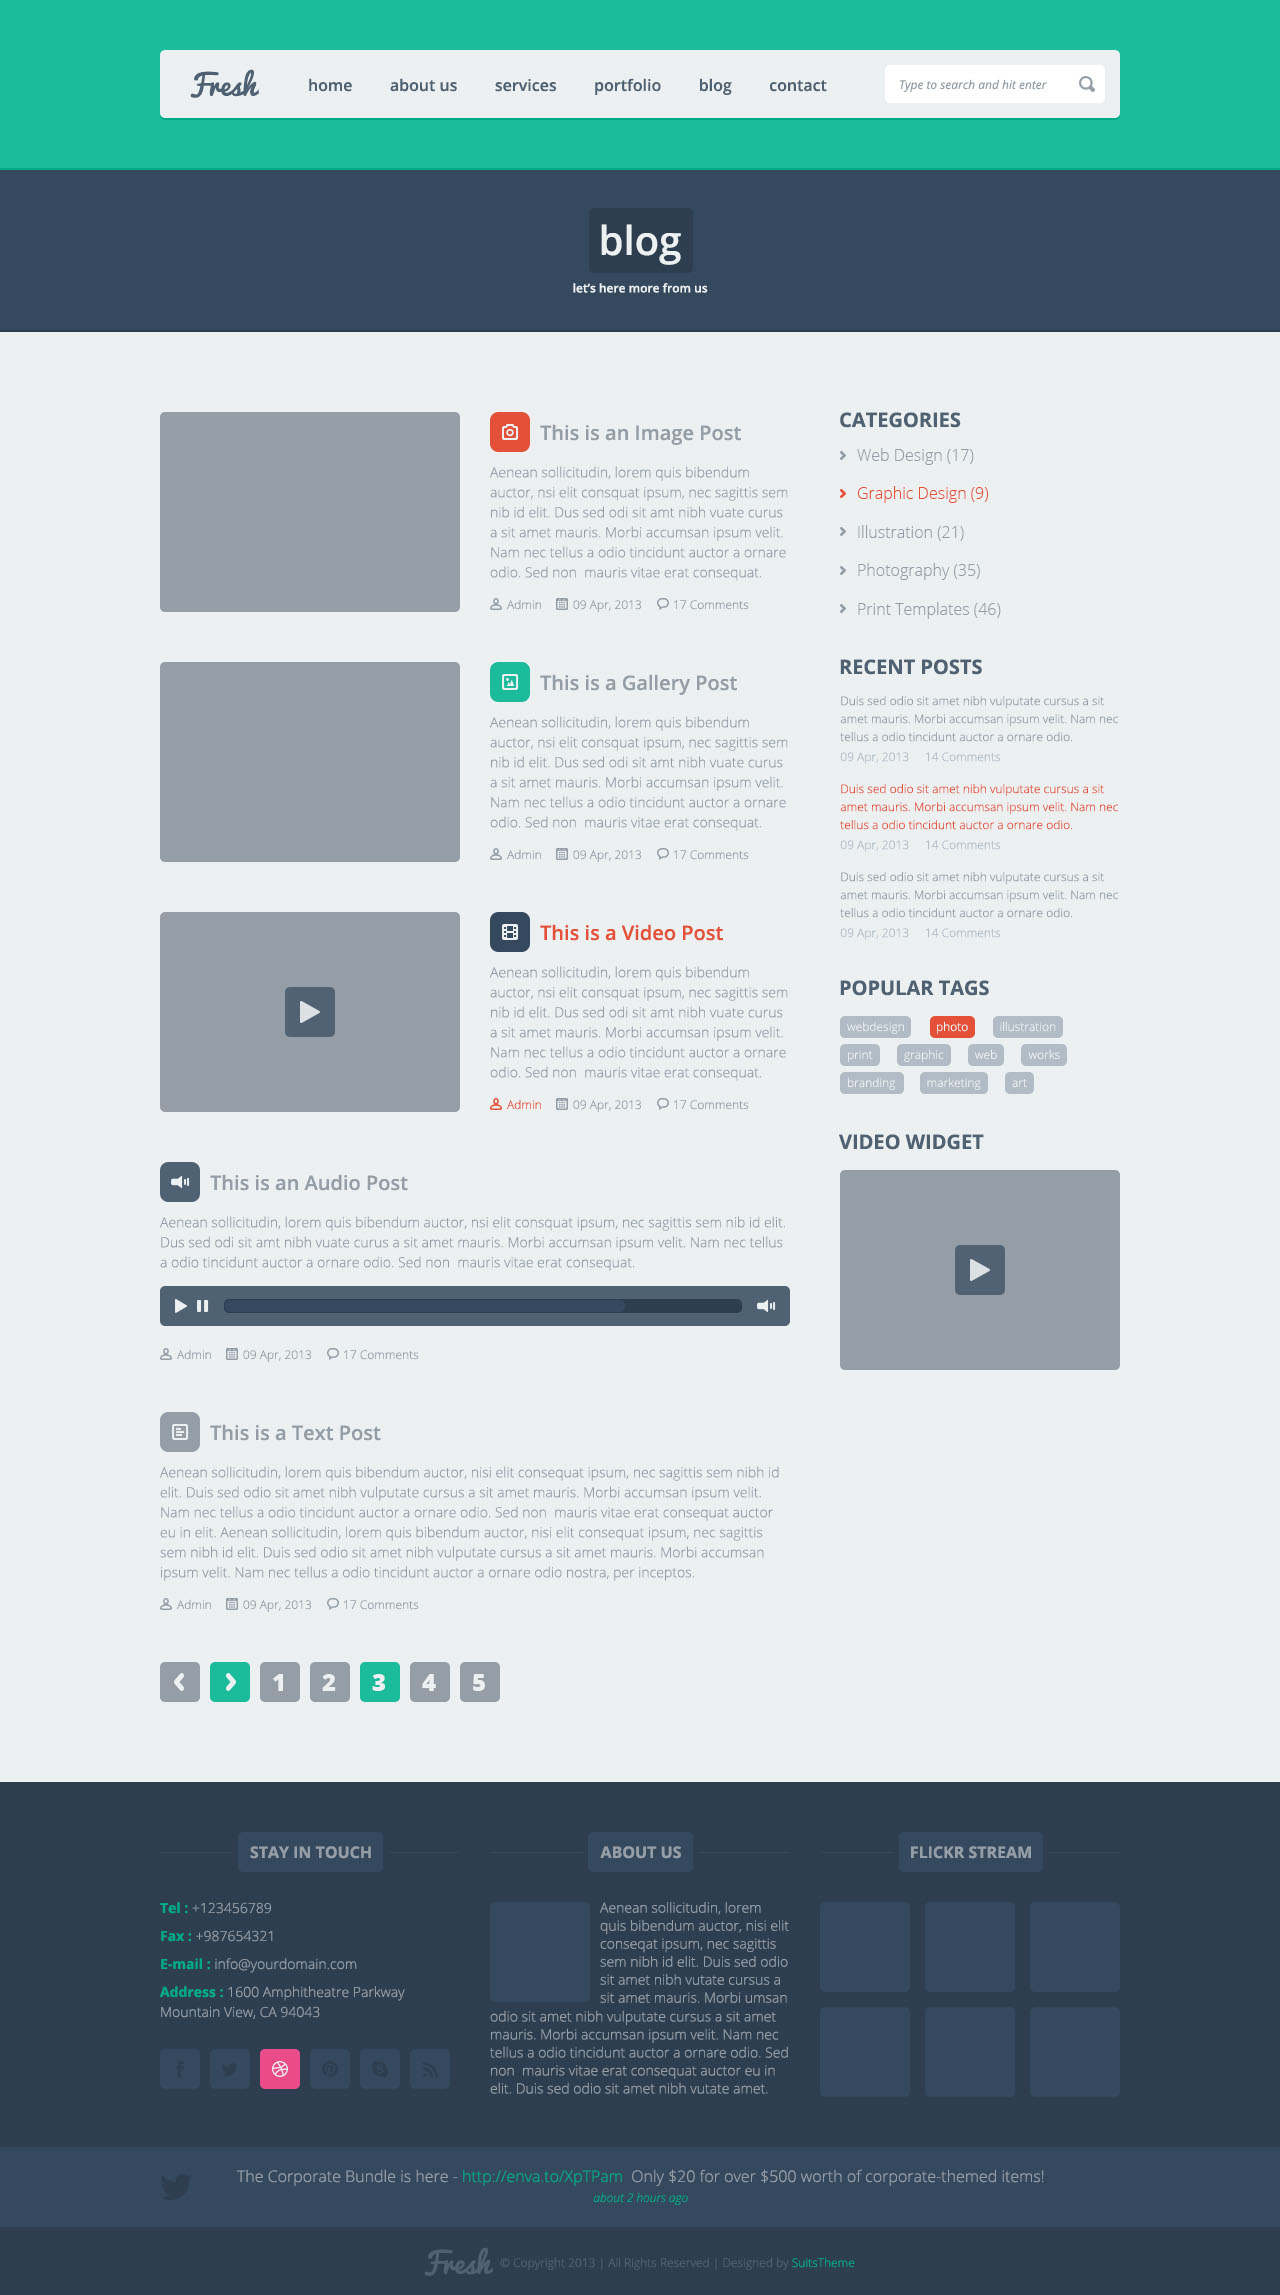 Fresh
home
about us
services
portfolio
blog
contact
Type to search and hit enter
blog
let's here more from us
This is an Image Post
Aenean sollicitudin, lorem quis bibendum
auctor, nsi elit consquat ipsum, nec sagittis sem
nib id elit. Dus sed odi sit amt nibh vuate curus
a sit amet mauris. Morbi accumsan ipsum velit.
Nam nec tellus a odio tincidunt auctor a ornare
odio. Sed non  mauris vitae erat consequat.
Admin 09 Apr, 2013 17 Comments
This is a Gallery Post
Aenean sollicitudin, lorem quis bibendum
auctor, nsi elit consquat ipsum, nec sagittis sem
nib id elit. Dus sed odi sit amt nibh vuate curus
a sit amet mauris. Morbi accumsan ipsum velit.
Nam nec tellus a odio tincidunt auctor a ornare
odio. Sed non  mauris vitae erat consequat.
Admin 09 Apr, 2013 17 Comments
This is a Video Post
Aenean sollicitudin, lorem quis bibendum
auctor, nsi elit consquat ipsum, nec sagittis sem
nib id elit. Dus sed odi sit amt nibh vuate curus
a sit amet mauris. Morbi accumsan ipsum velit.
Nam nec tellus a odio tincidunt auctor a ornare
odio. Sed non  mauris vitae erat consequat.
Admin 09 Apr, 2013 17 Comments
This is an Audio Post
Aenean sollicitudin, lorem quis bibendum auctor, nsi elit consquat ipsum, nec sagittis sem nib id elit.
Dus sed odi sit amt nibh vuate curus a sit amet mauris. Morbi accumsan ipsum velit. Nam nec tellus
a odio tincidunt auctor a ornare odio. Sed non  mauris vitae erat consequat.
Admin 09 Apr, 2013 17 Comments
This is a Text Post
Aenean sollicitudin, lorem quis bibendum auctor, nisi elit consequat ipsum, nec sagittis sem nibh id
elit. Duis sed odio sit amet nibh vulputate cursus a sit amet mauris. Morbi accumsan ipsum velit.
Nam nec tellus a odio tincidunt auctor a ornare odio. Sed non  mauris vitae erat consequat auctor
eu in elit. Aenean sollicitudin, lorem quis bibendum auctor, nisi elit consequat ipsum, nec sagittis
sem nibh id elit. Duis sed odio sit amet nibh vulputate cursus a sit amet mauris. Morbi accumsan
ipsum velit. Nam nec tellus a odio tincidunt auctor a ornare odio nostra, per inceptos.
Admin 09 Apr, 2013 17 Comments
1 2 3 4 5
CATEGORIES
Web Design (17)
Graphic Design (9)
Illustration (21)
Photography (35)
Print Templates (46)
RECENT POSTS
Duis sed odio sit amet nibh vulputate cursus a sit
amet mauris. Morbi accumsan ipsum velit. Nam nec
tellus a odio tincidunt auctor a ornare odio.
09 Apr, 2013 14 Comments
Duis sed odio sit amet nibh vulputate cursus a sit
amet mauris. Morbi accumsan ipsum velit. Nam nec
tellus a odio tincidunt auctor a ornare odio.
09 Apr, 2013 14 Comments
Duis sed odio sit amet nibh vulputate cursus a sit
amet mauris. Morbi accumsan ipsum velit. Nam nec
tellus a odio tincidunt auctor a ornare odio.
09 Apr, 2013 14 Comments
POPULAR TAGS
webdesign photo illustration
print graphic web works
branding marketing art
VIDEO WIDGET
STAY IN TOUCH
Tel : +123456789
Fax : +987654321
E-mail : info@yourdomain.com
Address : 1600 Amphitheatre Parkway
Mountain View, CA 94043
ABOUT US
Aenean sollicitudin, lorem
quis bibendum auctor, nisi elit
conseqat ipsum, nec sagittis
sem nibh id elit. Duis sed odio
sit amet nibh vutate cursus a
sit amet mauris. Morbi umsan
odio sit amet nibh vulputate cursus a sit amet
mauris. Morbi accumsan ipsum velit. Nam nec
tellus a odio tincidunt auctor a ornare odio. Sed
non  mauris vitae erat consequat auctor eu in
elit. Duis sed odio sit amet nibh vutate amet.
FLICKR STREAM
The Corporate Bundle is here - http://enva.to/XpTPam  Only $20 for over $500 worth of corporate-themed items!
about 2 hours ago
Fresh © Copyright 2013 | All Rights Reserved | Designed by SuitsTheme